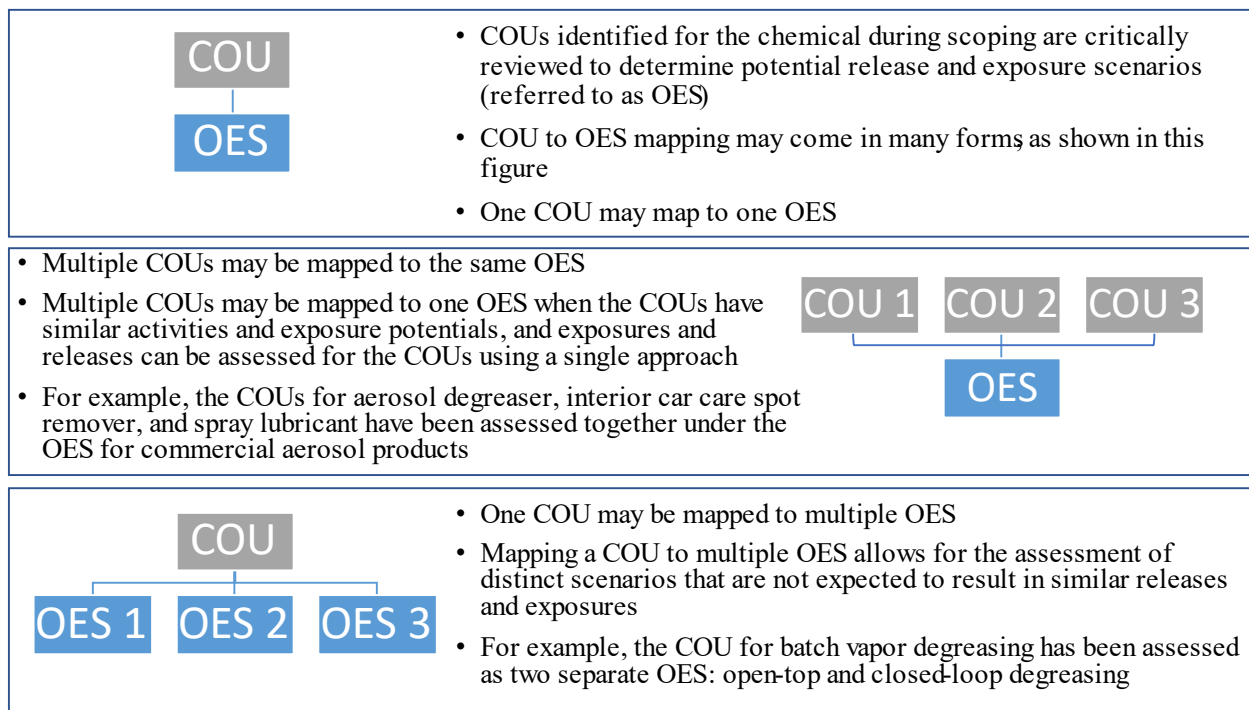 COU
OES
• COUs identified for the chemical during scoping are critically
reviewed to determine potential release and exposure scenarios
(referred to as OES)
• COU to OES mapping may come in many forms, as shown in this
figure
• One COU may map to one OES
• Multiple COUs may be mapped to the same OES
• Multiple COUs may be mapped to one OES when the COUs have
similar activities and exposure potentials, and exposures and
releases can be assessed for the COUs using a single approach
• For example, the COUs for aerosol degreaser, interior car care spot
remover, and spray lubricant have been assessed together under the
OES for commercial aerosol products
COU 1 COU 2 COU 3
OES
COU
OES 1 OES 2 OES 3
• One COU may be mapped to multiple OES
• Mapping a COU to multiple OES allows for the assessment of
distinct scenarios that are not expected to result in similar releases
and exposures
• For example, the COU for batch vapor degreasing has been assessed
as two separate OES: open-top and closed-loop degreasing